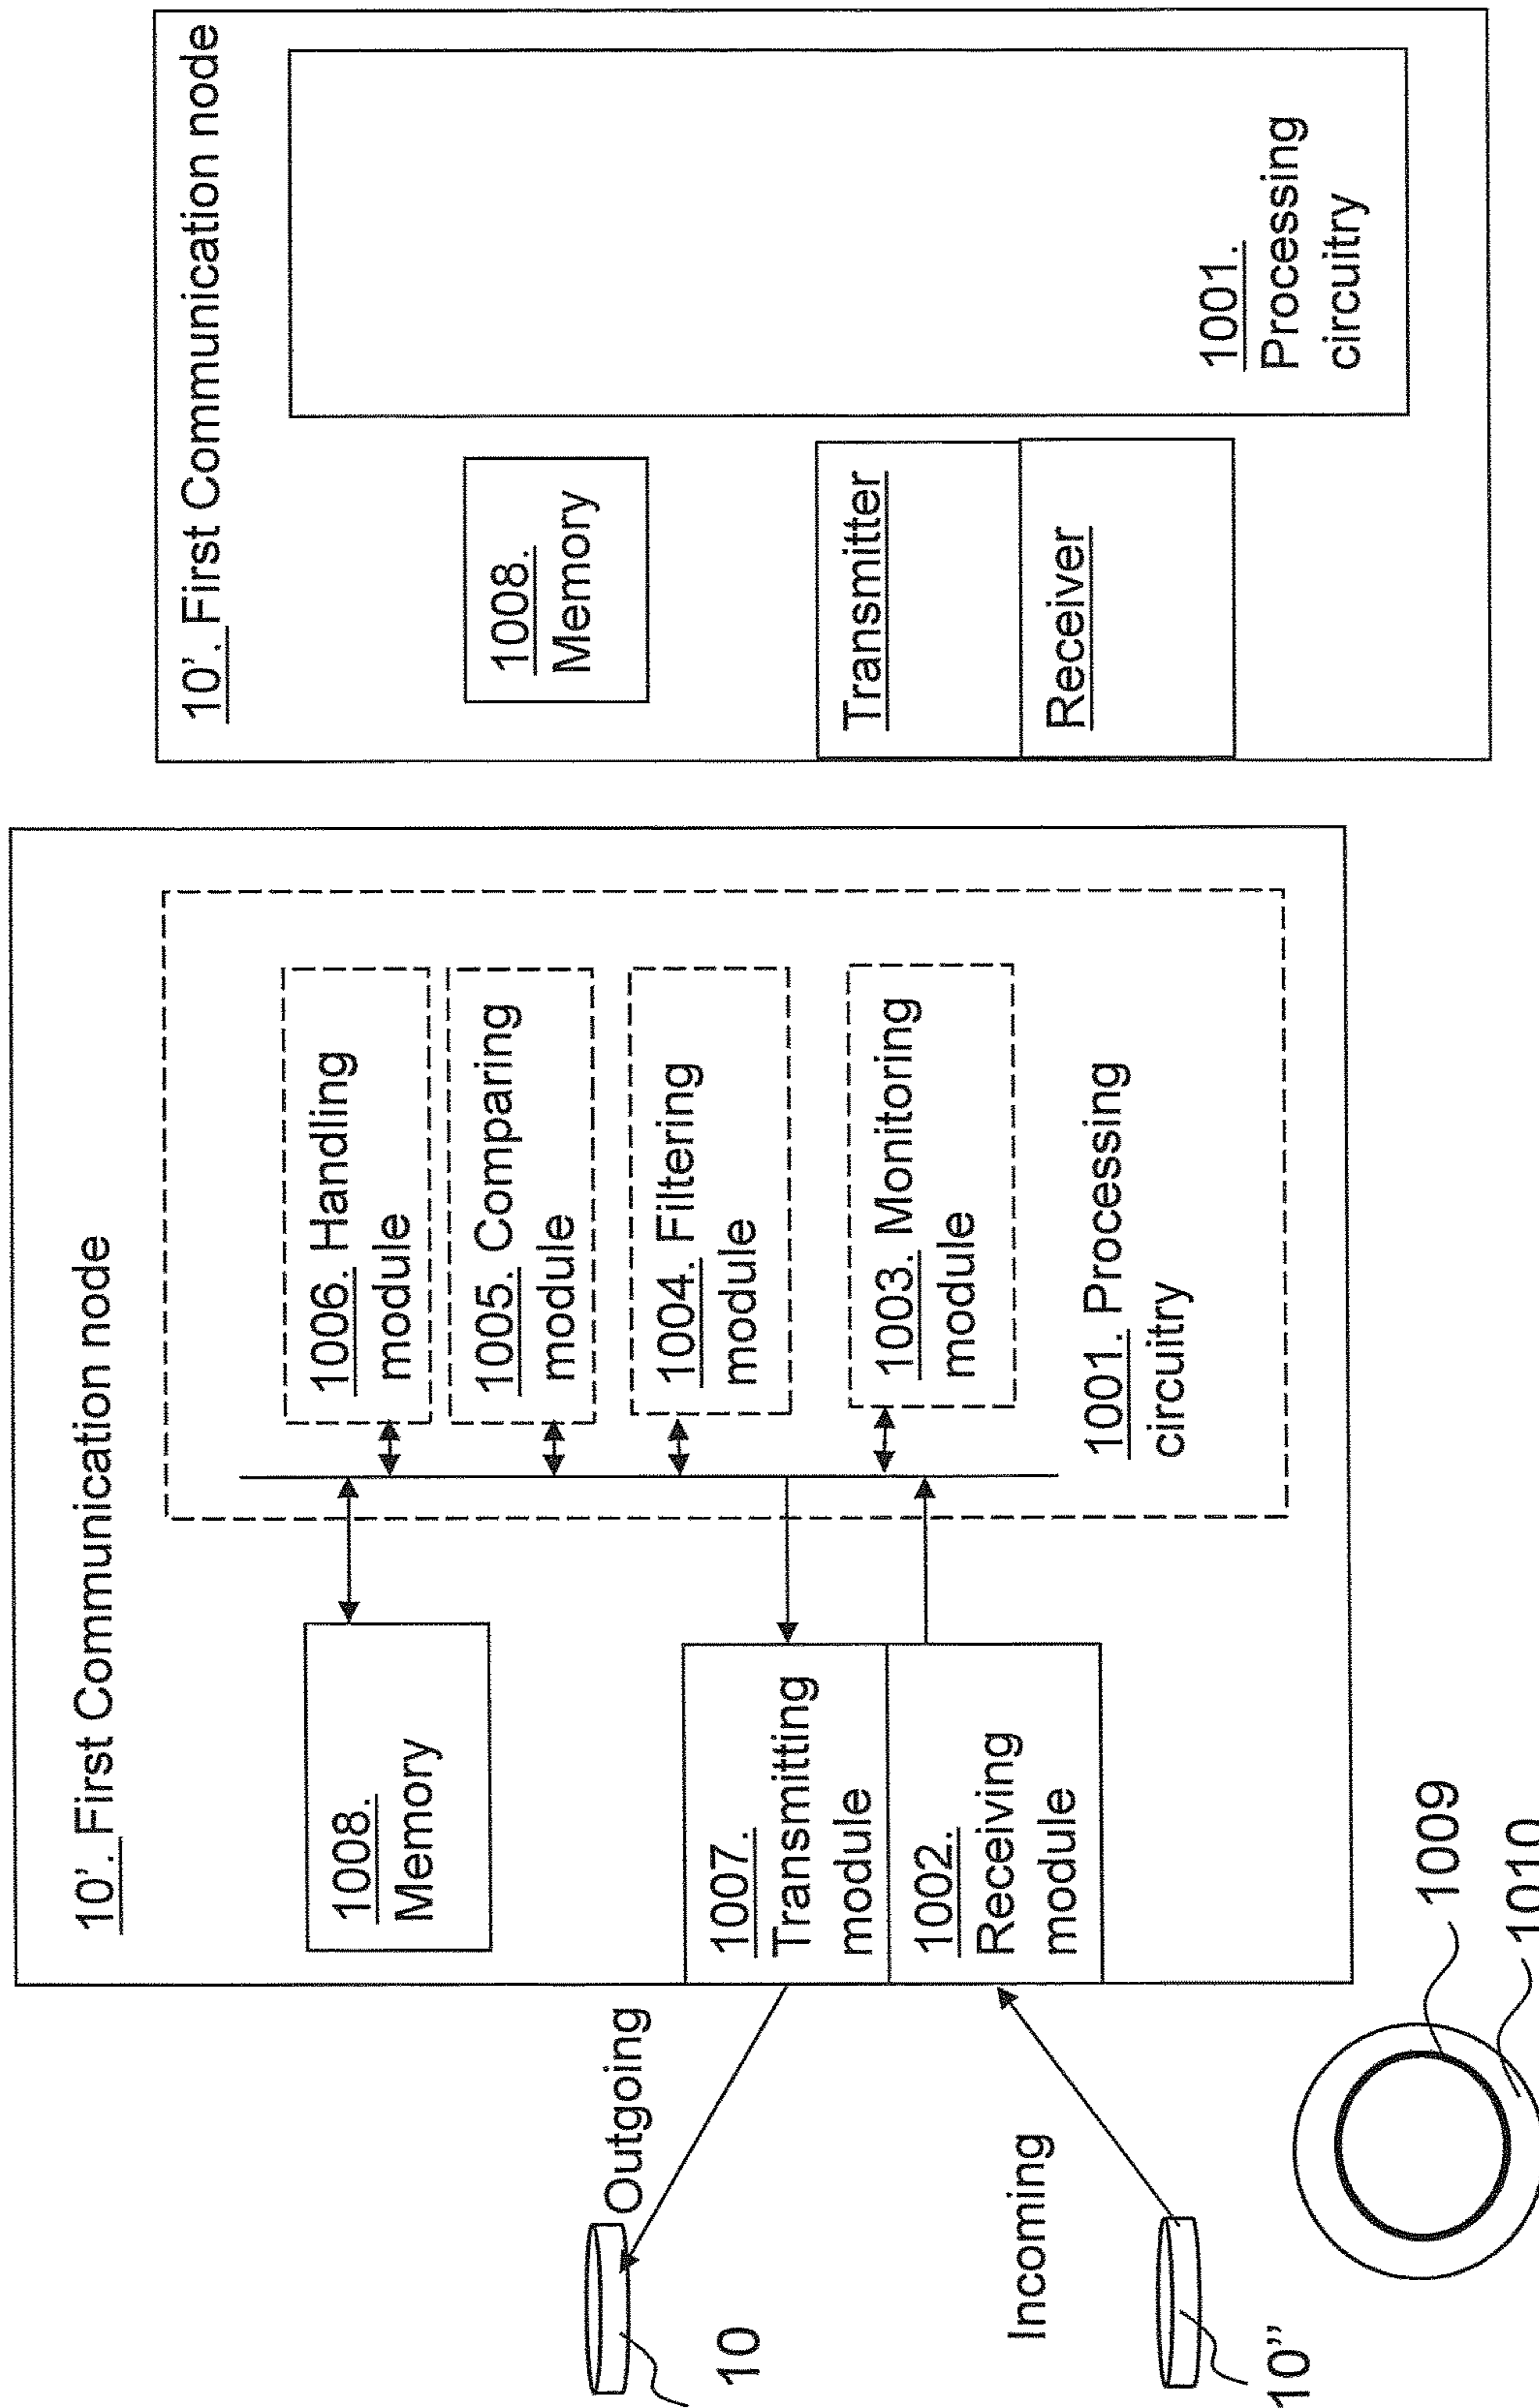 10'. First Communication node
1008.
Memory
1007.
Transmitting
module
1002.
Receiving
module
1006. Handling
module
1005. Comparing
module
1004. Filtering
module
1003. Monitoring
module
1001. Processing
circuitry
Outgoing
10
Incoming
10”
1009
1010
10'. First Communication node
1008.
Memory
Transmitter
Receiver
1001.
Processing
circuitry